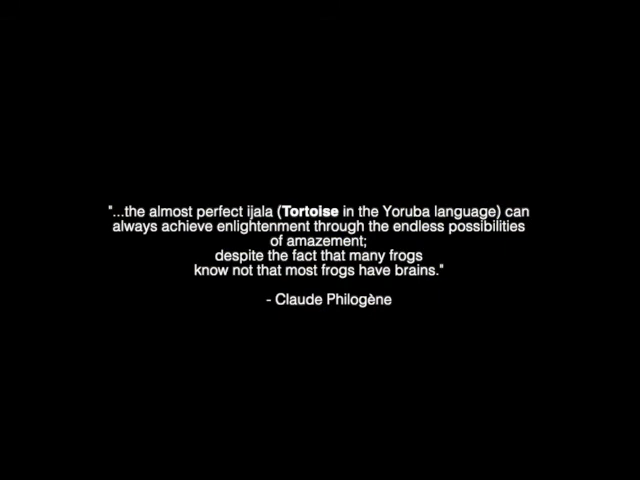 "...the almost perfect ijala (Tortoise in the Yoruba language) can
always achieve enlightenment through the endless possibilities
of amazement;
despite the fact that many frogs
know not that most frogs have brains."
- Claude Philogène